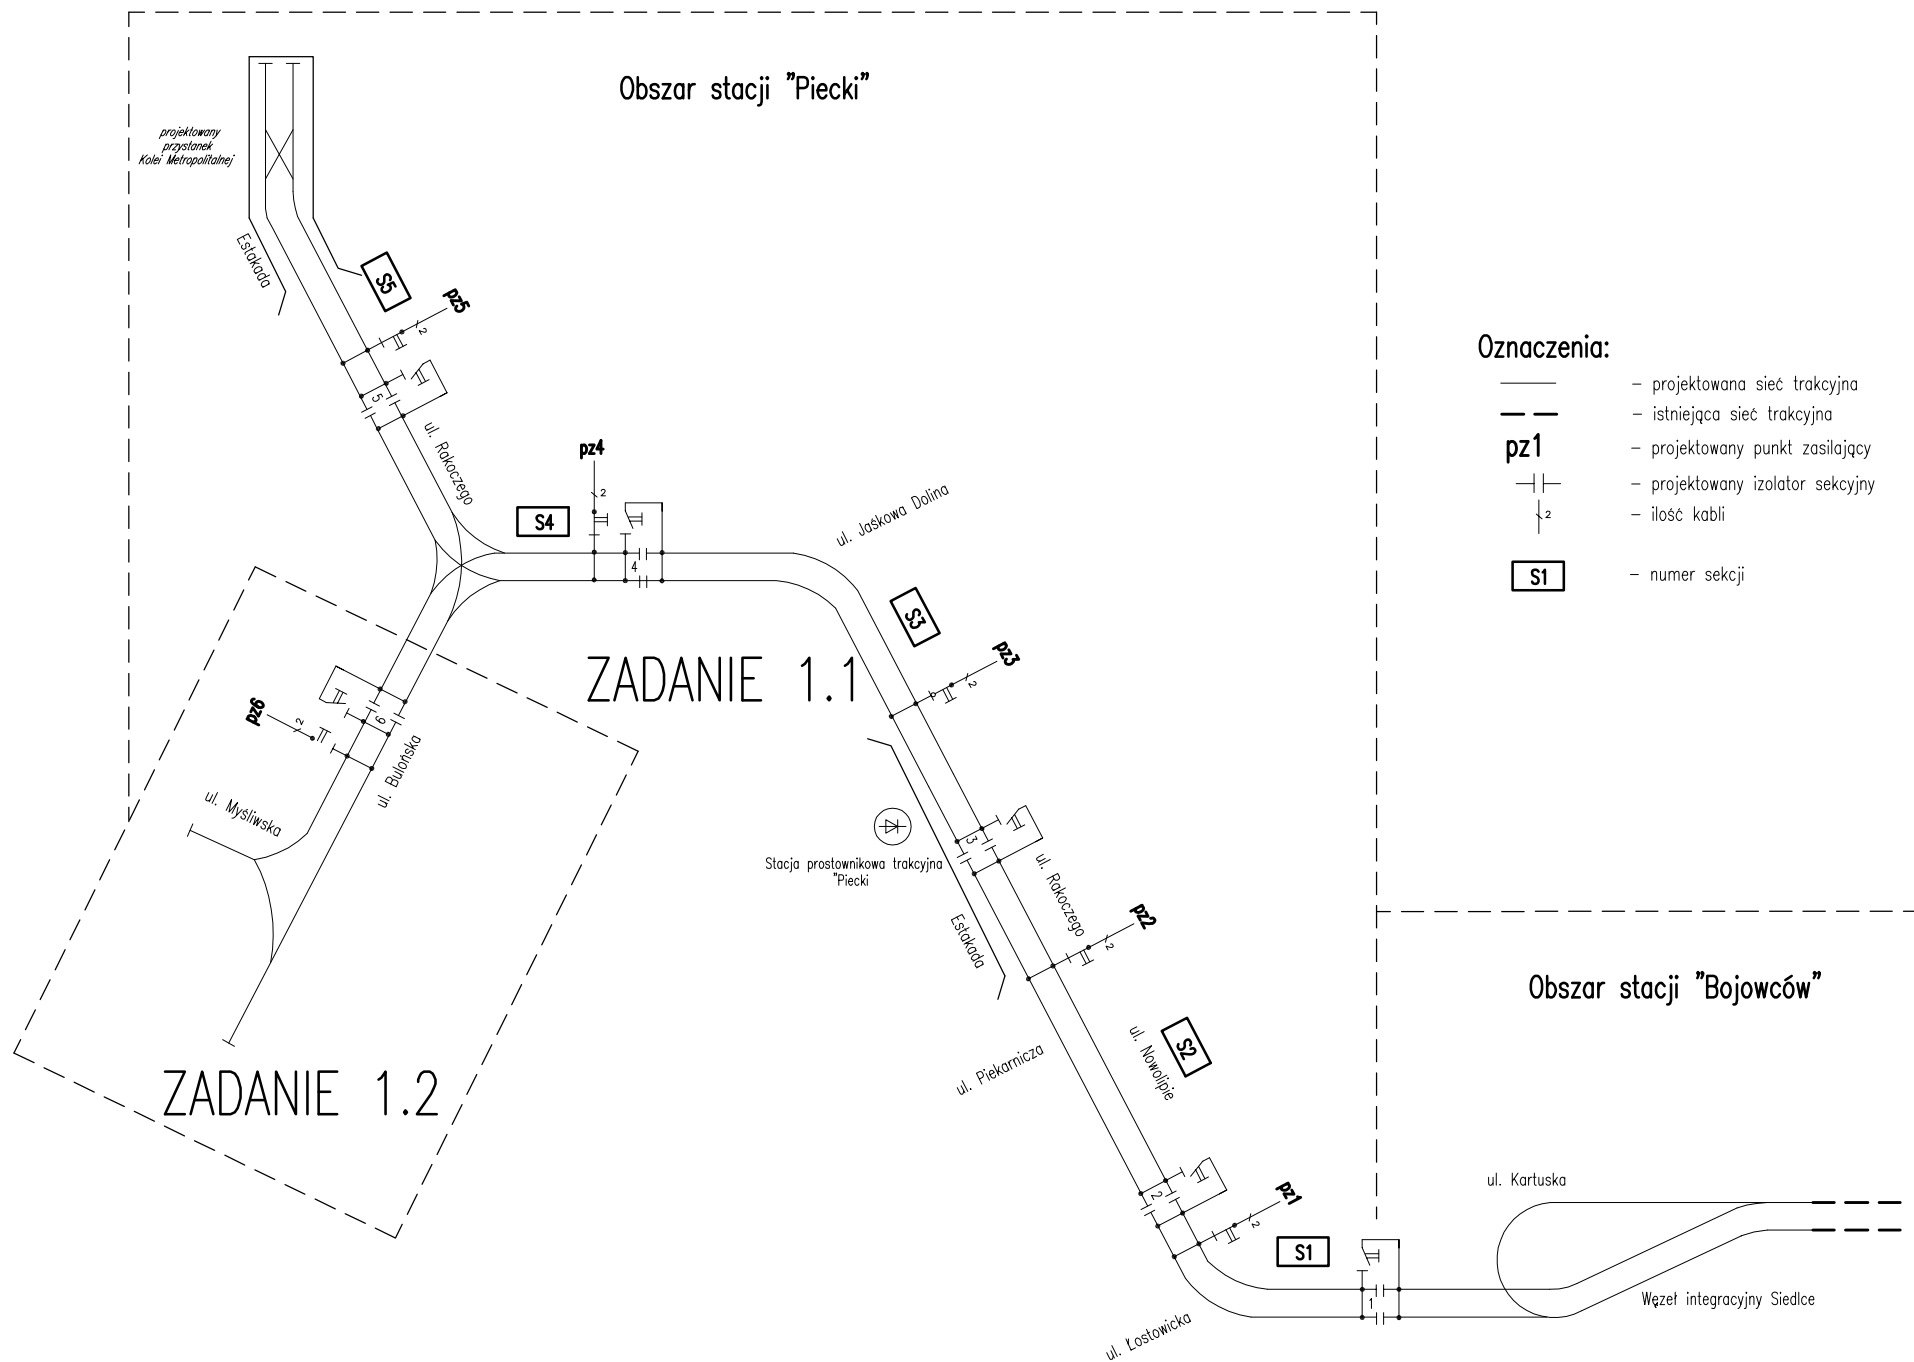 Obszar stacji "Piecki"
projektowany
przystanek
Kolei Metropolitalnej
Estakada
S5
pz5
2
5
ul. Rakoczego
pz4
2
S4
4
ul. Jaśkowa Dolina
S3
pz3
2
ZADANIE 1.1
pz6
2
6
ul. Bulońska
ul. Myśliwska
ZADANIE 1.2
Stacja prostownikowa trakcyjna
"Piecki
3
ul. Rakoczego
Estakada
pz2
2
ul. Piekarnicza
ul. Nowolipie
S2
2
pz1
2
S1
1
ul. Łostowicka
Oznaczenia:
– projektowana sieć trakcyjna
– istniejąca sieć trakcyjna
pz1 – projektowany punkt zasilający
– projektowany izolator sekcyjny
2 – ilość kabli
S1 – numer sekcji
Obszar stacji "Bojowców"
ul. Kartuska
Węzeł integracyjny Siedlce